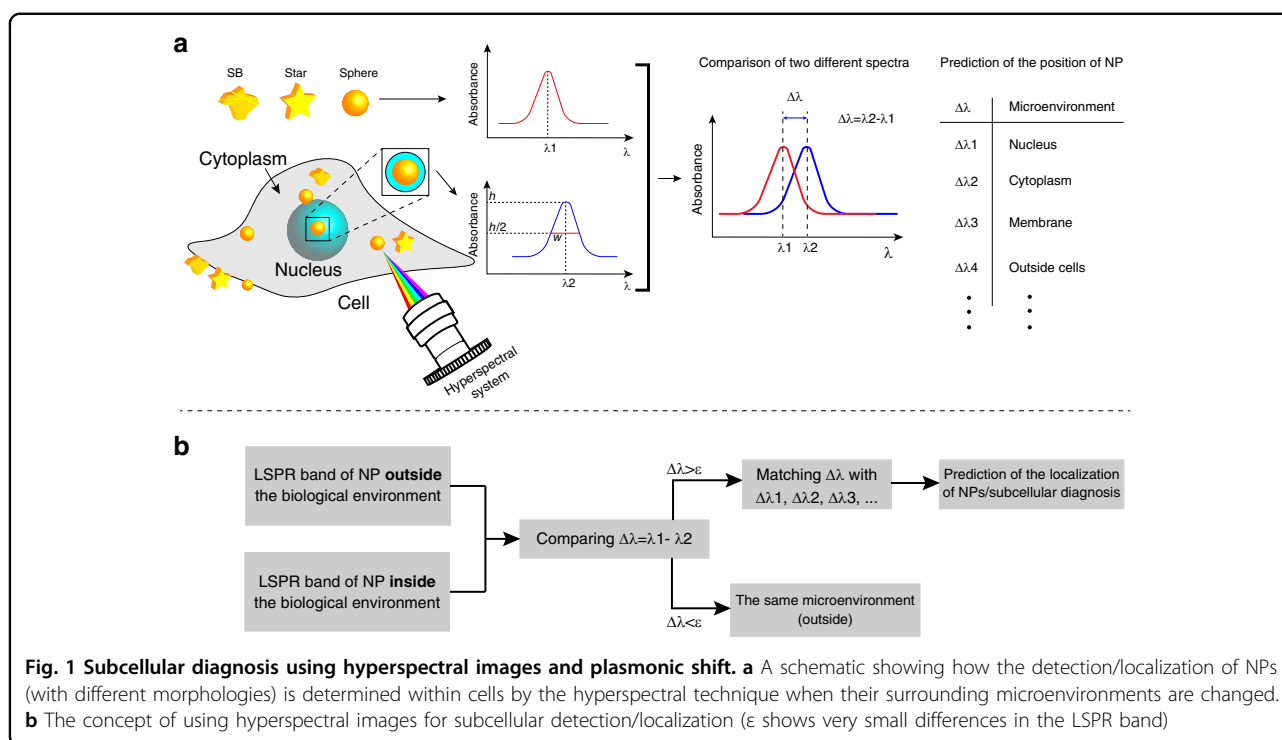 a
SB
Star
Sphere
Cytoplasm
Nucleus
Cell
Hyperspectral
system
Absorbance
λ1
λ
Absorbance
h
h/2
w
λ2
λ
Comparison of two different spectra
Δλ
Δλ=λ2-λ1
Absorbance
λ1 λ2
λ
Prediction of the position of NP
Δλ Microenvironment
Δλ1 Nucleus
Δλ2 Cytoplasm
Δλ3 Membrane
Δλ4 Outside cells
b
LSPR band of NP outside
the biological environment
LSPR band of NP inside
the biological environment
Comparing Δλ=λ1- λ2
Δλ>ε
Matching Δλ with
Δλ1, Δλ2, Δλ3, ...
Prediction of the localization
of NPs/subcellular diagnosis
Δλ<ε
The same microenvironment
(outside)
Fig. 1 Subcellular diagnosis using hyperspectral images and plasmonic shift. a A schematic showing how the detection/localization of NPs
(with different morphologies) is determined within cells by the hyperspectral technique when their surrounding microenvironments are changed.
b The concept of using hyperspectral images for subcellular detection/localization (ε shows very small differences in the LSPR band)